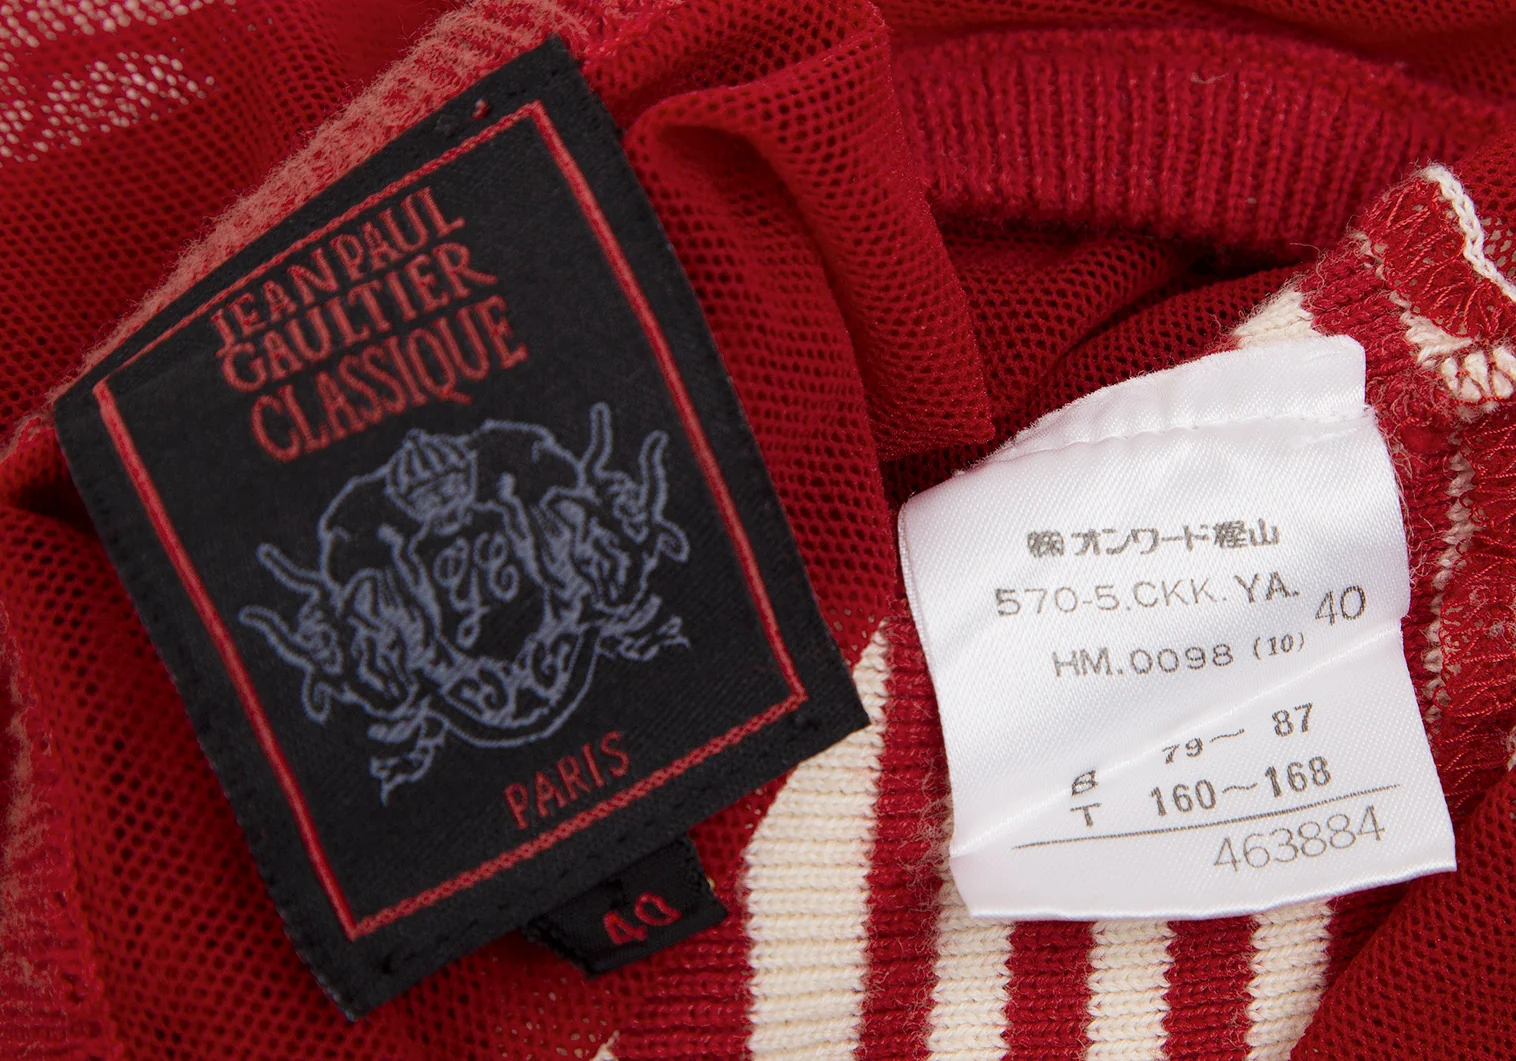 JEAN PAUL
GAULTIER
CLASSIQUE
PARIS
40
㈱オンワード樫山
570-5.CKK.YA. 40
HM.0098 (10)
B 79～87
T 160～168
463884